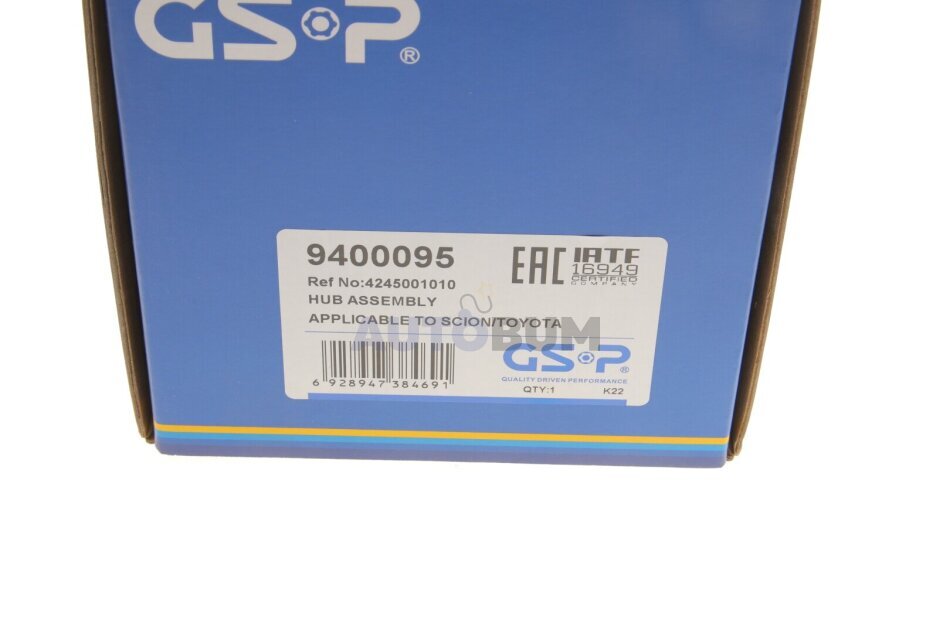 GSP®
9400095
EAC
IATF
16949
CERTIFIED
COMPANY
Ref No:4245001010
HUB ASSEMBLY
APPLICABLE TO SCION/TOYOTA
AUTOBUM
GSP®
QUALITY DRIVEN PERFORMANCE
6 928947 384691
QTY:1
K22